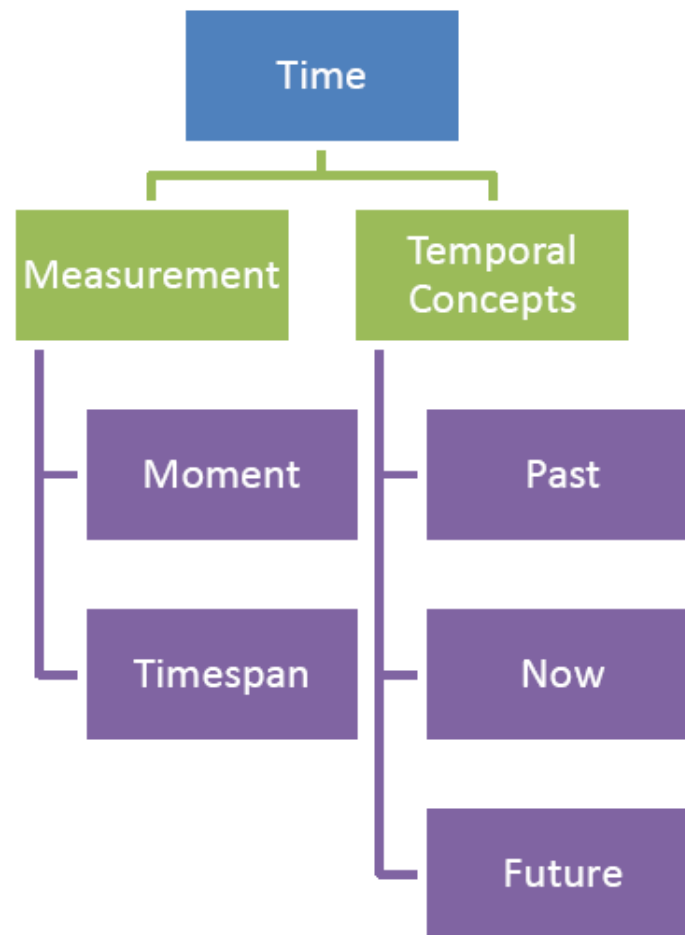 Time
Measurement
Temporal
Concepts
Moment
Timespan
Past
Now
Future